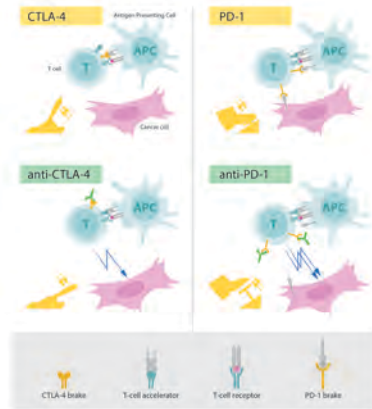 CTLA-4
Antigen Presenting Cell
APC
T cell
T
Cancer cell
PD-1
APC
T
anti-CTLA-4
APC
T
anti-PD-1
APC
T
CTLA-4 brake
T-cell accelerator
T-cell receptor
PD-1 brake